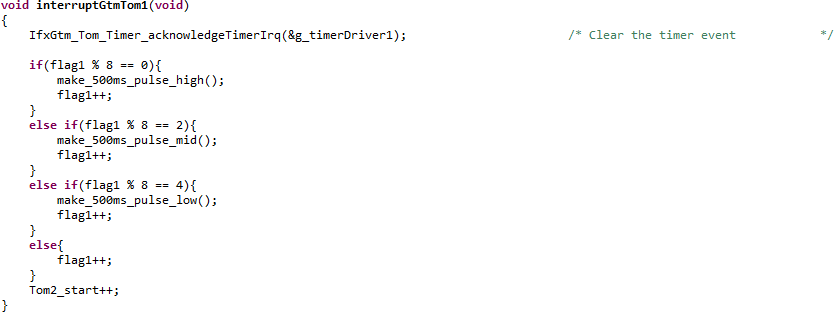 void interruptGtmTom1(void)
{
    IfxGtm_Tom_Timer_acknowledgeTimerIrq(&g_timerDriver1);                      /* Clear the timer event            */

    if(flag1 % 8 == 0){
        make_500ms_pulse_high();
        flag1++;
    }
    else if(flag1 % 8 == 2){
        make_500ms_pulse_mid();
        flag1++;
    }
    else if(flag1 % 8 == 4){
        make_500ms_pulse_low();
        flag1++;
    }
    else{
        flag1++;
    }
    Tom2_start++;
}